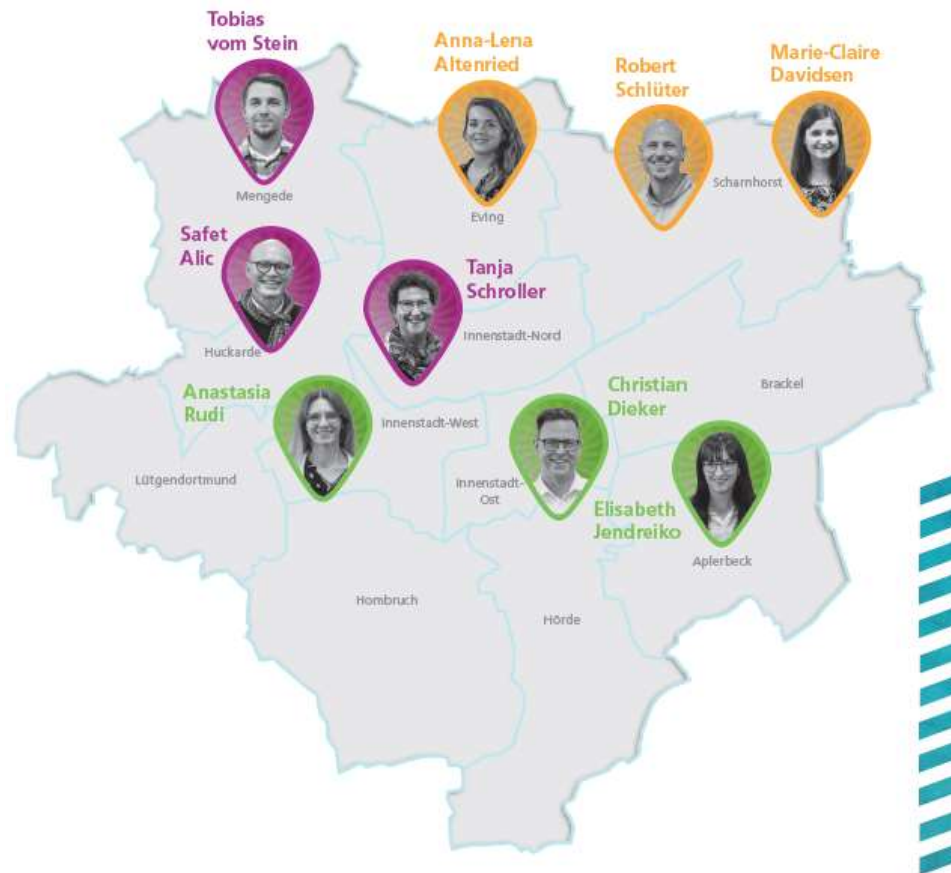 Tobias
vom Stein
Anna-Lena
Altenried
Robert
Schlüter
Marie-Claire
Davidsen
Scharnhorst
Mengede
Eving
Safet
Alic
Tanja
Schroller
Innenstadt-Nord
Huckarde
Anastasia
Rudi
Christian
Dieker
Brackel
Innenstadt-West
Lütgendortmund
Innenstadt-
Ost
Elisabeth
Jendreiko
Aplerbeck
Hombruch
Hörde